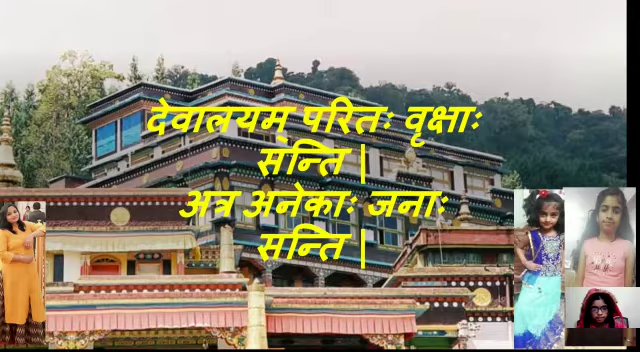 देवालयम् परितः वृक्षाः
सन्ति |
अत्र अनेकाः जनाः
सन्ति |